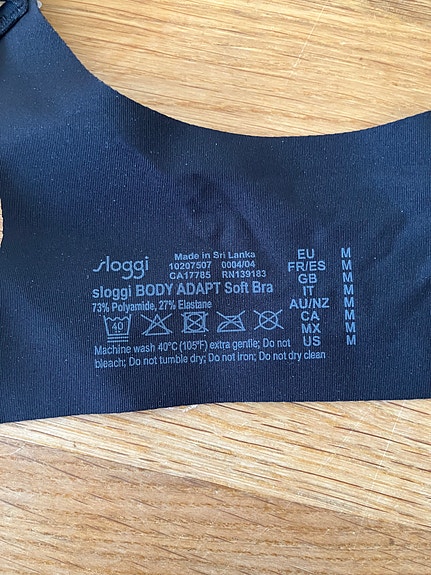 sloggi
Made in Sri Lanka
10207507 0004/04
CA17785 RN139183
sloggi BODY ADAPT Soft Bra
73% Polyamide, 27% Elastane
40
Machine wash 40°C (105°F) extra gentle; Do not
bleach; Do not tumble dry; Do not iron; Do not dry clean
EU M
FR/ES M
GB M
IT M
AU/NZ M
CA M
MX M
US M